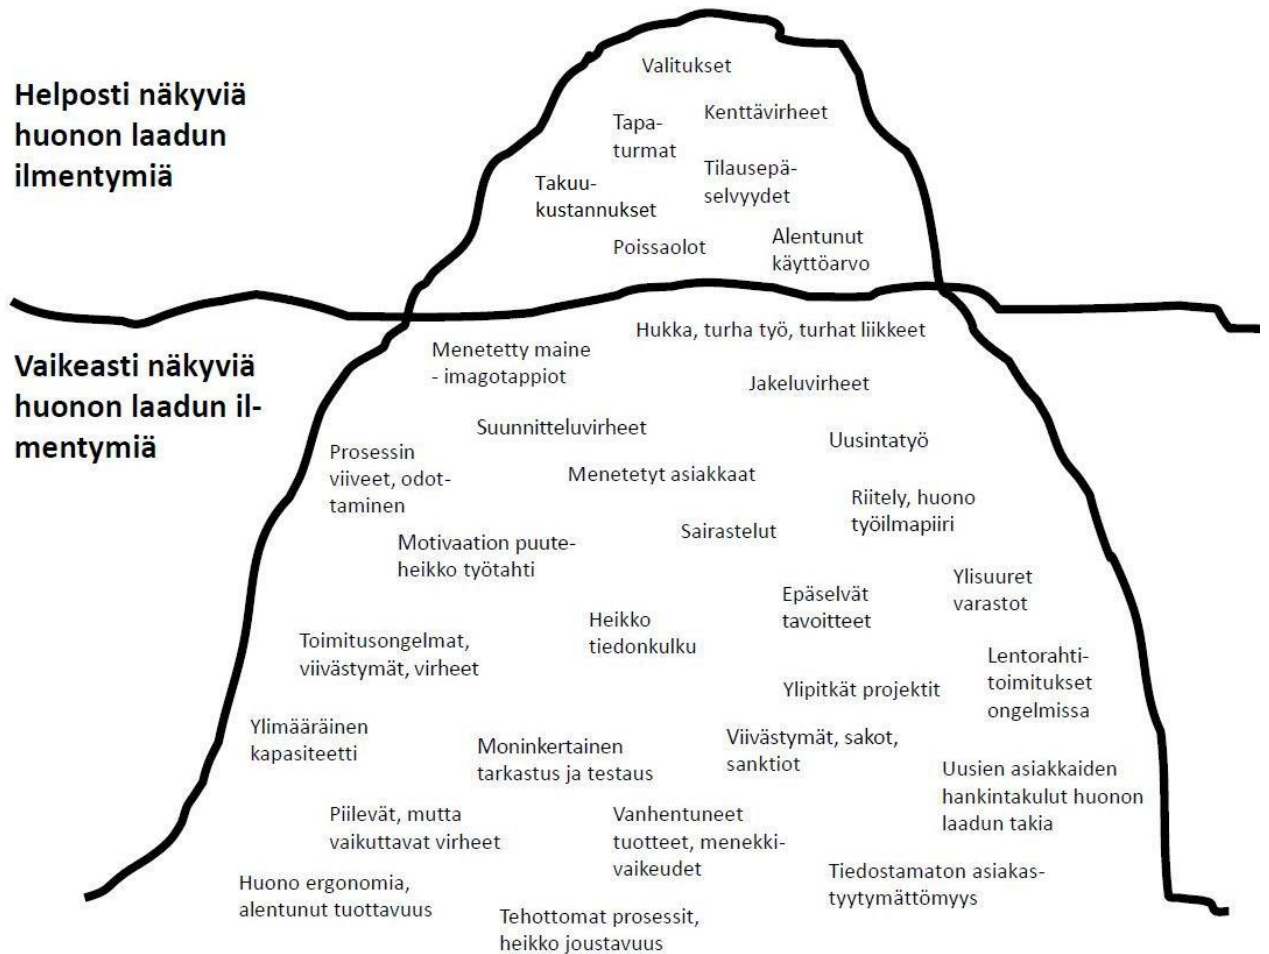 Helposti näkyviä
huonon laadun
ilmentymiä
Valitukset
Kenttävirheet
Tapa-
turmat
Tilausepä-
selvyydet
Takuu-
kustannukset
Poissaolot
Alentunut
käyttöarvo
Vaikeasti näkyviä
huonon laadun il-
mentymiä
Hukka, turha työ, turhat liikkeet
Menetetty maine
- imagotappiot
Jakeluvirheet
Suunnitteluvirheet
Uusintatyö
Prosessin
viiveet, odot-
taminen
Menetetyt asiakkaat
Riitely, huono
työilmapiiri
Sairastelut
Motivaation puute-
heikko työtahti
Ylisuuret
varastot
Epäselvät
tavoitteet
Heikko
tiedonkulku
Toimitusongelmat,
viivästymät, virheet
Lentorahti-
toimitukset
ongelmissa
Ylipitkät projektit
Ylimääräinen
kapasiteetti
Moninkertainen
tarkastus ja testaus
Viivästymät, sakot,
sanktiot
Uusien asiakkaiden
hankintakulut huonon
laadun takia
Piilevät, mutta
vaikuttavat virheet
Vanhentuneet
tuotteet, menekki-
vaikeudet
Tiedostamaton asiakas-
tyytymättömyys
Huono ergonomia,
alentunut tuottavuus
Tehottomat prosessit,
heikko joustavuus